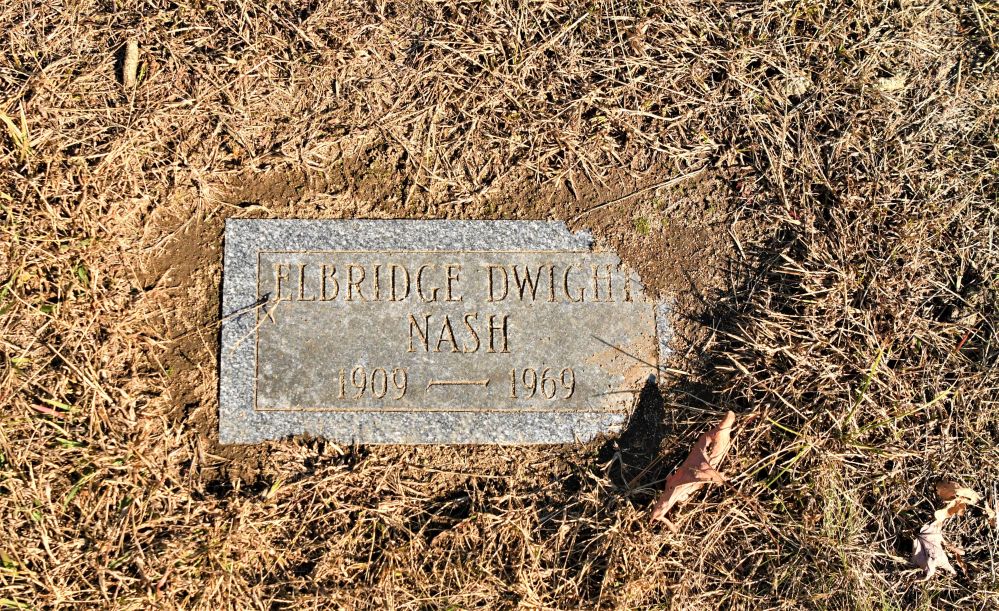 ELBRIDGE DWIGHT
NASH
1909 — 1969